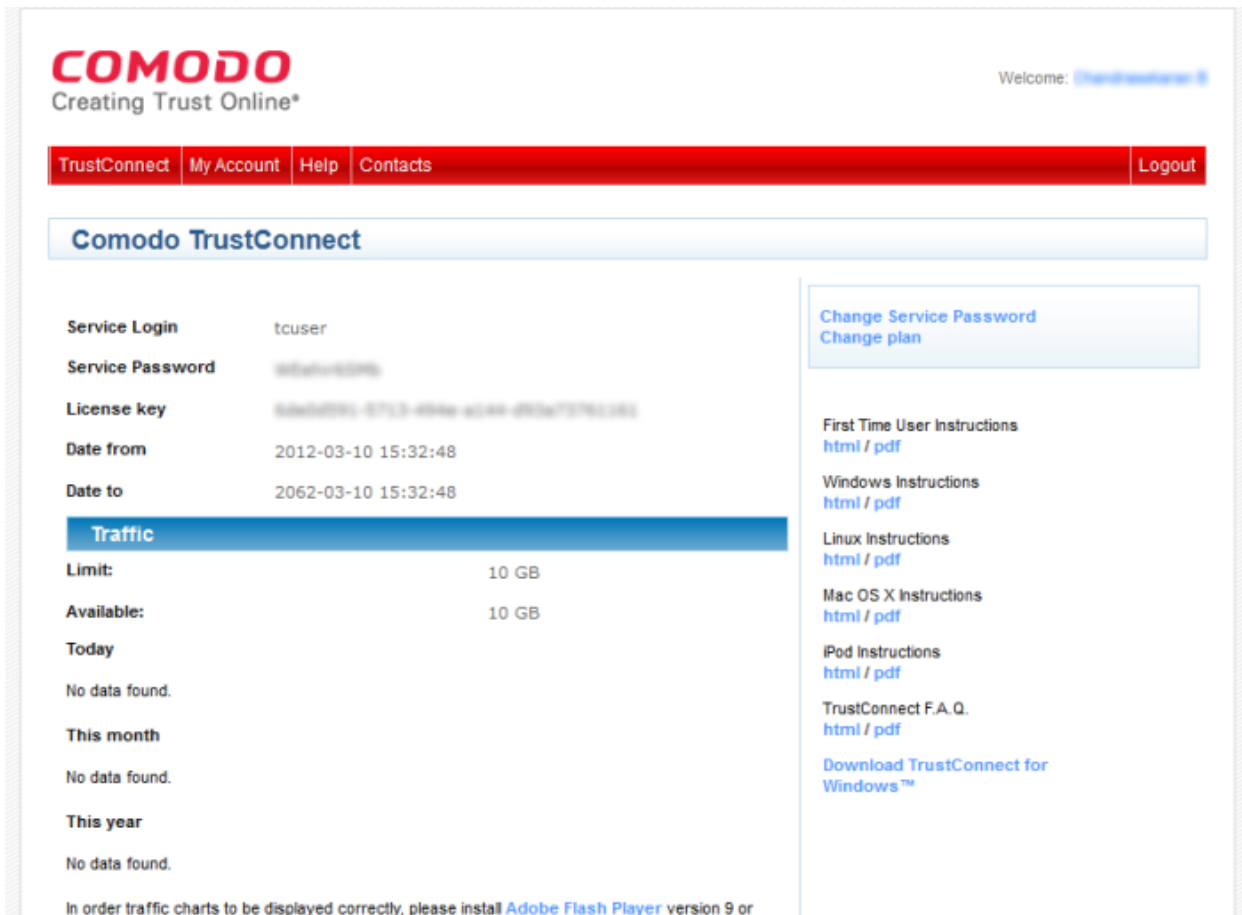 COMODO
Creating Trust Online*
Welcome:
TrustConnect My Account Help Contacts Logout
Comodo TrustConnect
Service Login tcuser
Service Password
License key
Date from 2012-03-10 15:32:48
Date to 2062-03-10 15:32:48
Traffic
Limit: 10 GB
Available: 10 GB
Today
No data found.
This month
No data found.
This year
No data found.
In order traffic charts to be displayed correctly, please install Adobe Flash Player version 9 or
Change Service Password
Change plan
First Time User Instructions
html / pdf
Windows Instructions
html / pdf
Linux Instructions
html / pdf
Mac OS X Instructions
html / pdf
iPod Instructions
html / pdf
TrustConnect F.A.Q.
html / pdf
Download TrustConnect for
Windows™